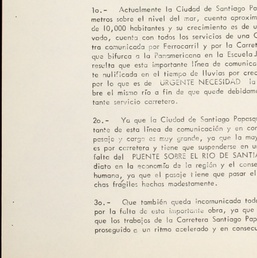 1o.- Actualmente la Ciudad de Santiago Pa
metros sobre el nivel del mar, cuenta aproxim
de 10,000 habitantes y su crecimiento es de u
vado, cuenta con todos los servicios de una C
tra comunicada por Ferrocarril y por la Carret
que bifurca a la Panamericana en la Escuela
resulta que esta importante línea de comunica
te nulificada en el tiempo de lluvias por crec
por lo que es de URGENTE NECESIDAD la
bre el mismo río a fin de que quede debidam
tante servicio carretero.
2o.- Ya que la Ciudad de Santiago Papasqu
tante de esta línea de comunicación y en con
pasaje y carga es muy grande, ya que la may
es por carretera y tiene que suspenderse en
falta del PUENTE SOBRE EL RIO DE SANTIA
diato en la economía de la región y el conse
humana, ya que el pasaje tiene que pasar el
chas frágiles hechas modestamente.
3o.- Que también queda incomunicada toda
por la falta de esta importante obra, ya que
que los trabajos de la Carretera Santiago Pap
proseguido a un ritmo acelerado y en consecu